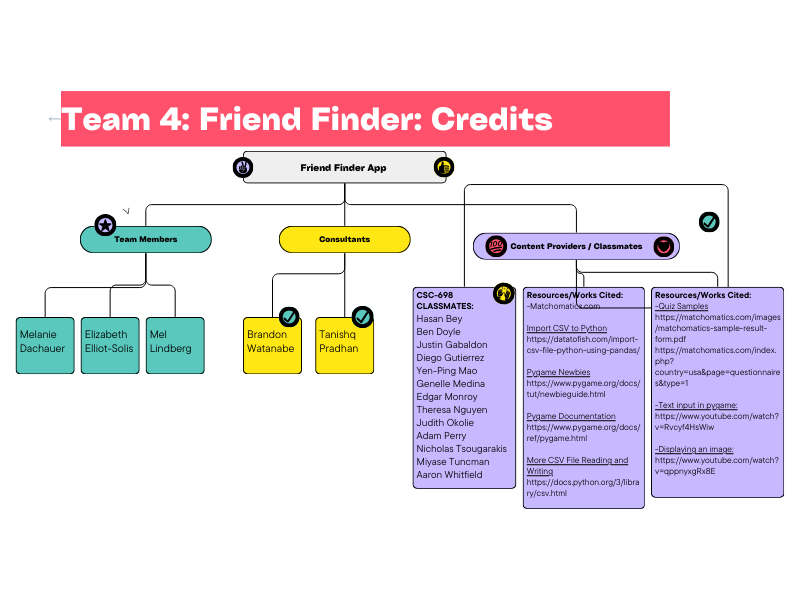 Team 4: Friend Finder: Credits
Friend Finder App
Team Members
Consultants
100
Content Providers / Classmates
Melanie
Dachauer
Elizabeth
Elliot-Solis
Mel
Lindberg
Brandon
Watanabe
Tanishq
Pradhan
CSC-698
CLASSMATES:
Hasan Bey
Ben Doyle
Justin Gabaldon
Diego Gutierrez
Yen-Ping Mao
Genelle Medina
Edgar Monroy
Theresa Nguyen
Judith Okolie
Adam Perry
Nicholas Tsougarakis
Miyase Tuncman
Aaron Whitfield
Resources/Works Cited:
-Matchomatics.com
Import CSV to Python
https://datatofish.com/import-
csv-file-python-using-pandas/
Pygame Newbies
https://www.pygame.org/docs/
tut/newbieguide.html
Pygame Documentation
https://www.pygame.org/docs/
ref/pygame.html
More CSV File Reading and
Writing
https://docs.python.org/3/libra
ry/csv.html
Resources/Works Cited:
-Quiz Samples
https://matchomatics.com/images
/matchomatics-sample-result-
form.pdf
https://matchomatics.com/index.
php?
country=usa&page=questionnaire
s&type=1
-Text input in pygame:
https://www.youtube.com/watch?
v=Rvcyf4HsWiw
-Displaying an image:
https://www.youtube.com/watch?
v=qppnyxgRx8E